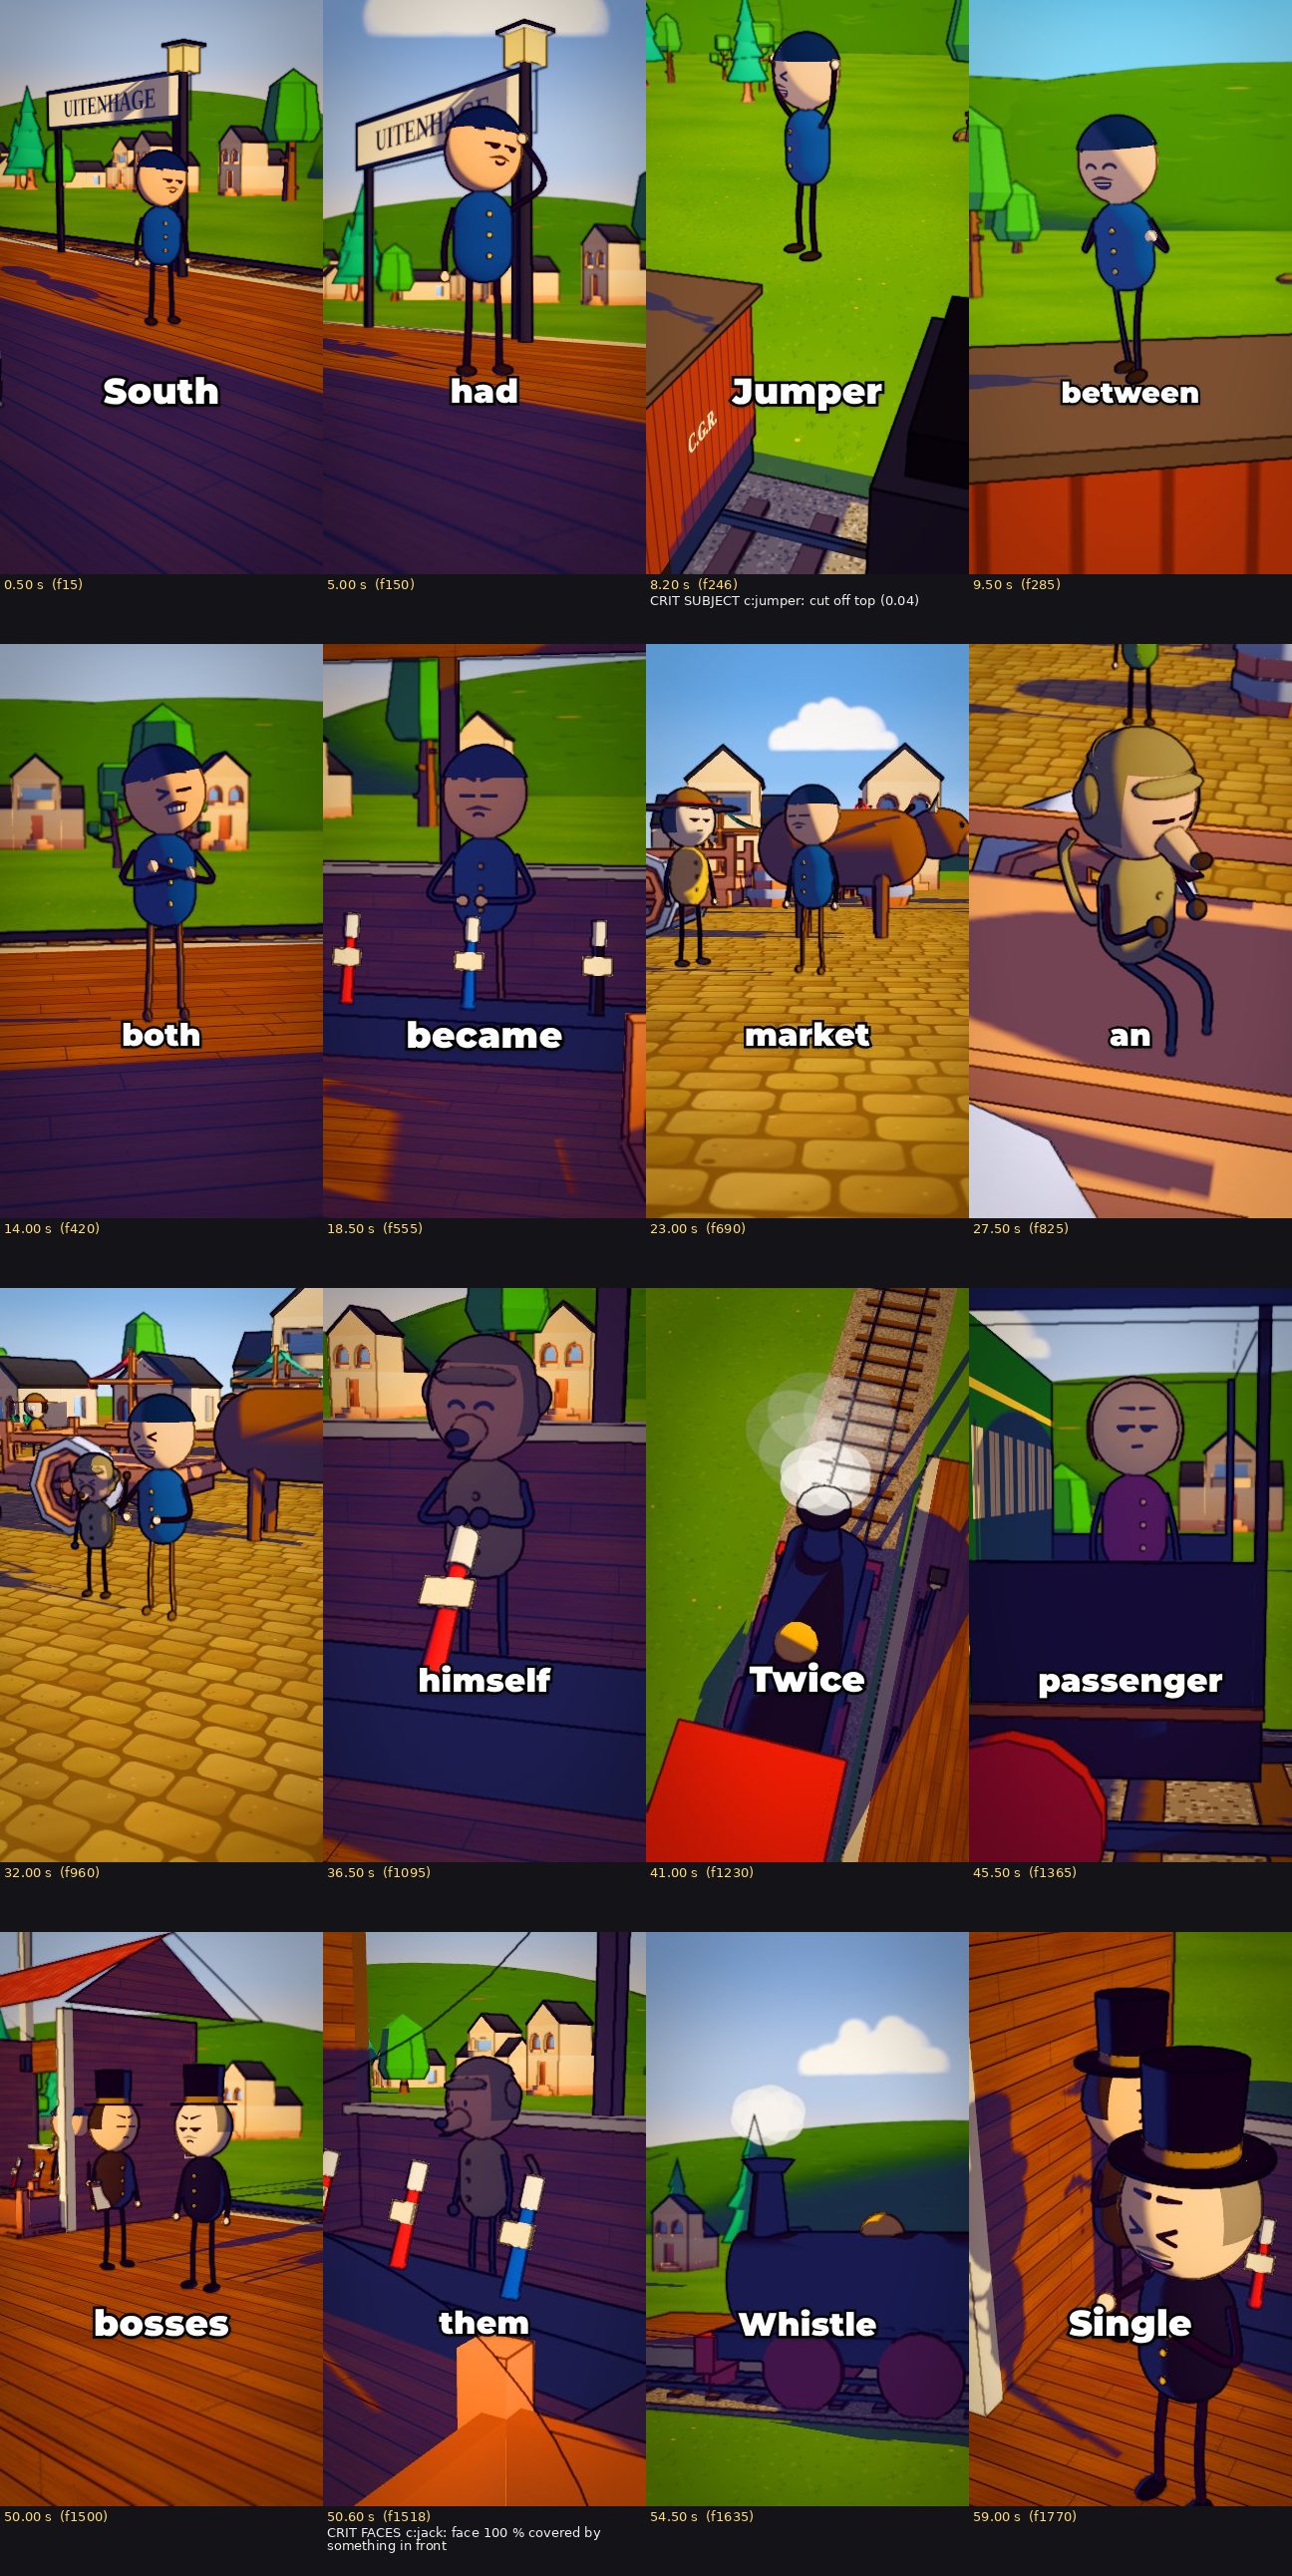 UITENHAGE
South
0.50 s (f15)
UITENHAGE
had
5.00 s (f150)
C.G.R.
Jumper
8.20 s (f246)
CRIT SUBJECT c:jumper: cut off top (0.04)
between
9.50 s (f285)
both
14.00 s (f420)
became
18.50 s (f555)
market
23.00 s (f690)
an
27.50 s (f825)
32.00 s (f960)
himself
36.50 s (f1095)
Twice
41.00 s (f1230)
passenger
45.50 s (f1365)
bosses
50.00 s (f1500)
them
50.60 s (f1518)
CRIT FACES c:jack: face 100 % covered by
something in front
Whistle
54.50 s (f1635)
Single
59.00 s (f1770)